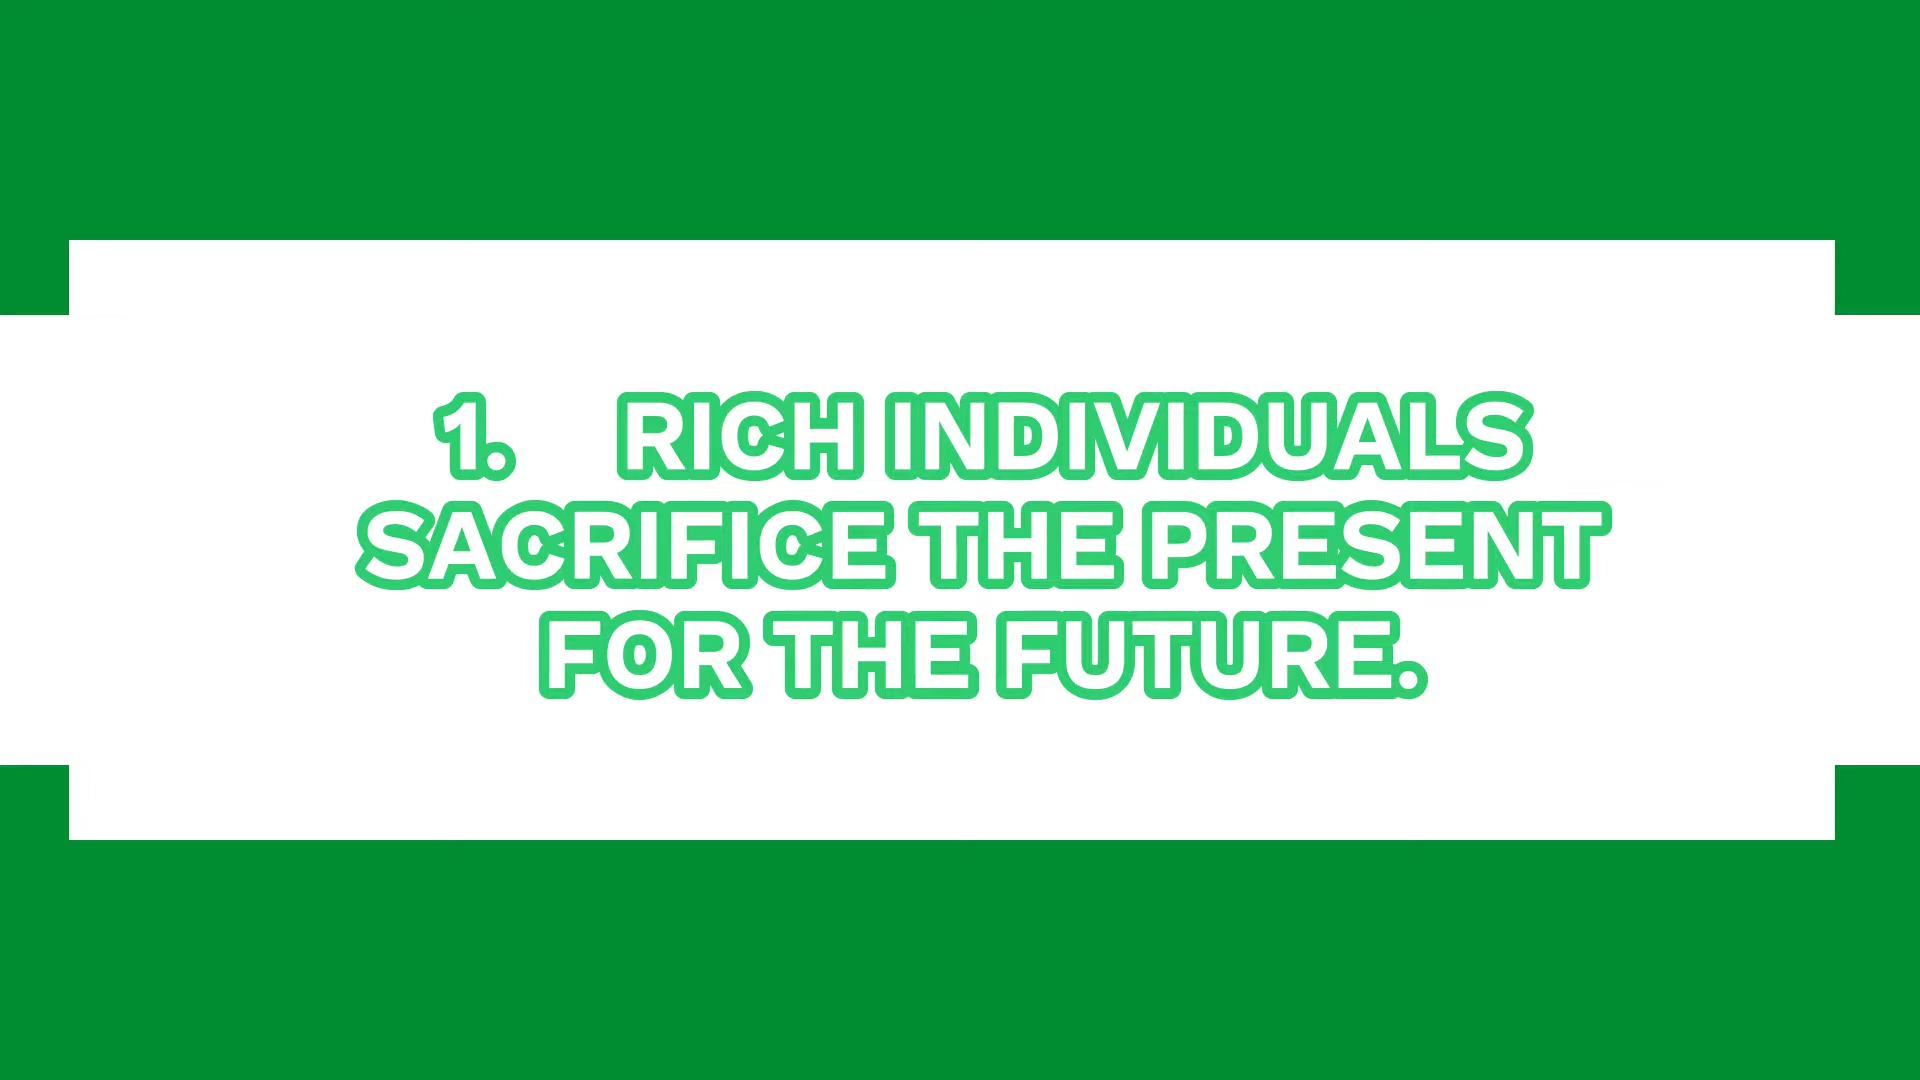 1. RICH INDIVIDUALS
SACRIFICE THE PRESENT
FOR THE FUTURE.